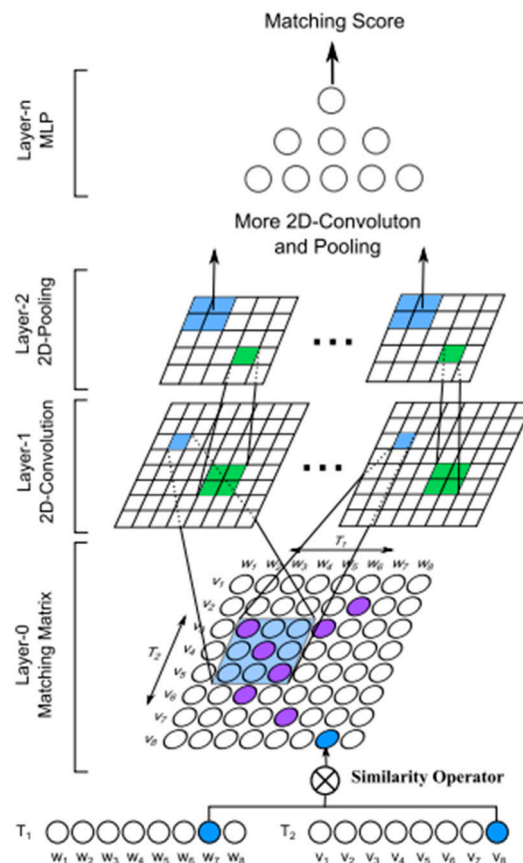 Matching Score
Layer-n
MLP
More 2D-Convoluton
and Pooling
Layer-2
2D-Pooling
Layer-1
2D-Convolution
Layer-0
Matching Matrix
T₁
w₁ w₂ w₃ w₄ w₅ w₆ w₇ w₈
T₂
v₁
v₂
v₃
v₄
v₅
v₆
v₇
v₈
Similarity Operator
T₁
T₂
w₁ w₂ w₃ w₄ w₅ w₆ w₇ w₈
v₁ v₂ v₃ v₄ v₅ v₆ v₇ v₈